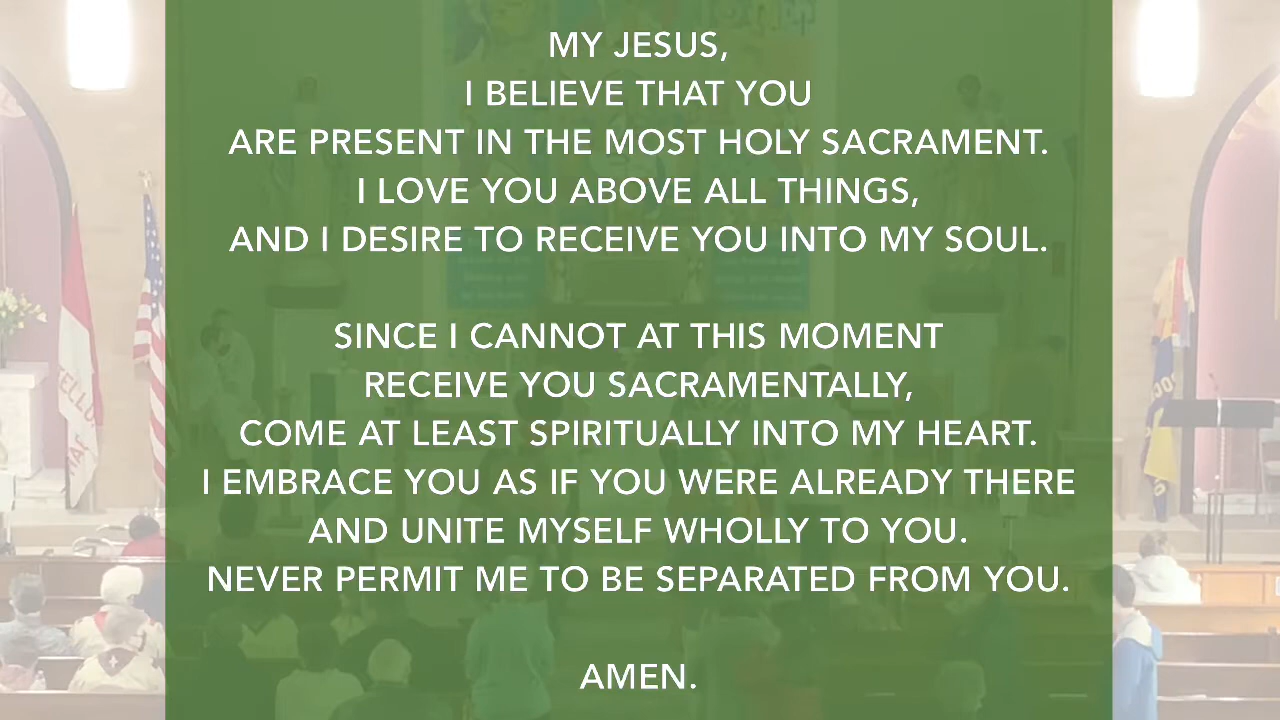 MY JESUS,
I BELIEVE THAT YOU
ARE PRESENT IN THE MOST HOLY SACRAMENT.
I LOVE YOU ABOVE ALL THINGS,
AND I DESIRE TO RECEIVE YOU INTO MY SOUL.
SINCE I CANNOT AT THIS MOMENT
RECEIVE YOU SACRAMENTALLY,
COME AT LEAST SPIRITUALLY INTO MY HEART.
I EMBRACE YOU AS IF YOU WERE ALREADY THERE
AND UNITE MYSELF WHOLLY TO YOU.
NEVER PERMIT ME TO BE SEPARATED FROM YOU.
AMEN.